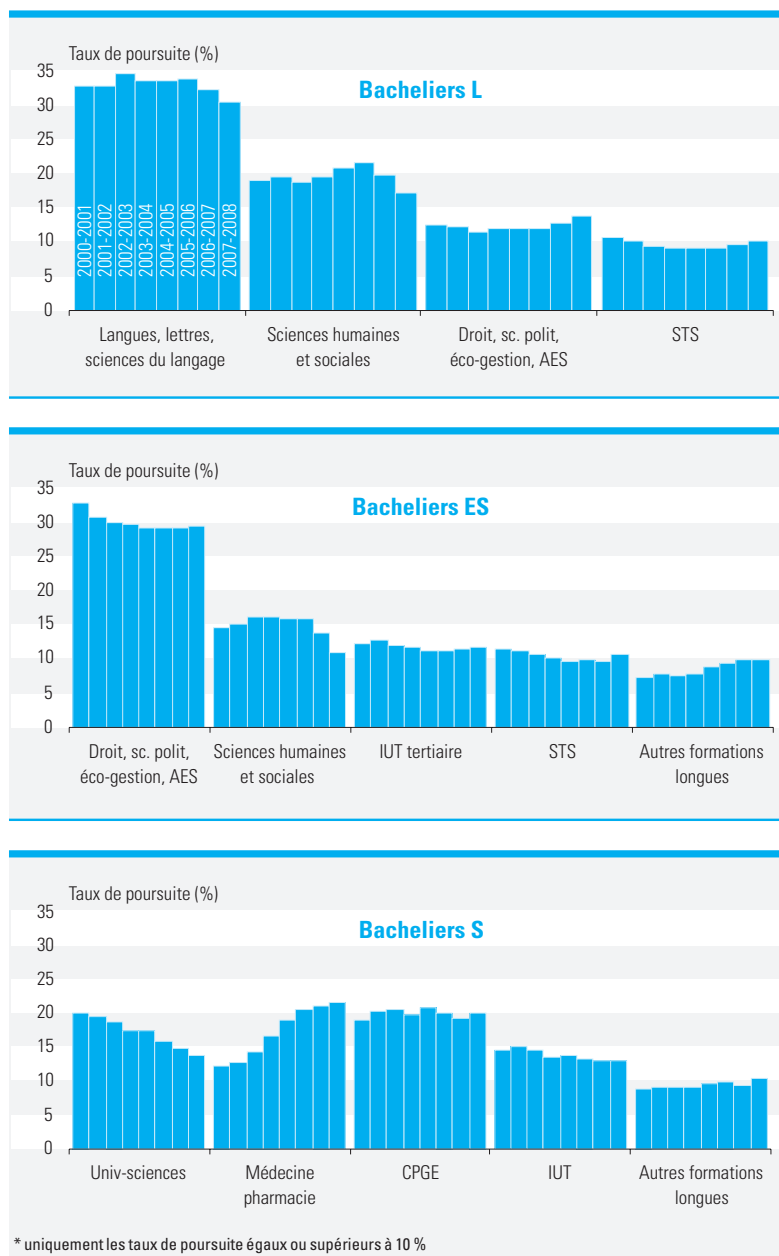 Taux de poursuite (%)
Bacheliers L
35
30
25
20
15
10
5
0
2000-2001
2001-2002
2002-2003
2003-2004
2004-2005
2005-2006
2006-2007
2007-2008
Langues, lettres,
sciences du langage
Sciences humaines
et sociales
Droit, sc. polit,
éco-gestion, AES
STS
Taux de poursuite (%)
Bacheliers ES
35
30
25
20
15
10
5
0
Droit, sc. polit,
éco-gestion, AES
Sciences humaines
et sociales
IUT tertiaire
STS
Autres formations
longues
Taux de poursuite (%)
Bacheliers S
35
30
25
20
15
10
5
0
Univ-sciences
Médecine
pharmacie
CPGE
IUT
Autres formations
longues
* uniquement les taux de poursuite égaux ou supérieurs à 10 %